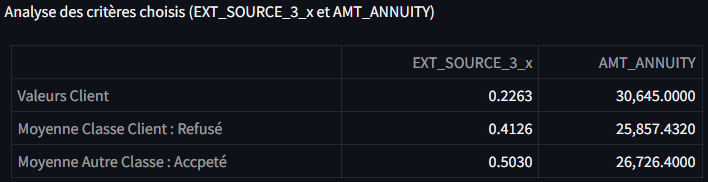 Analyse des critères choisis (EXT_SOURCE_3_x et AMT_ANNUITY)
EXT_SOURCE_3_x AMT_ANNUITY
Valeurs Client 0.2263 30,645.0000
Moyenne Classe Client : Refusé 0.4126 25,857.4320
Moyenne Autre Classe : Accpeté 0.5030 26,726.4000